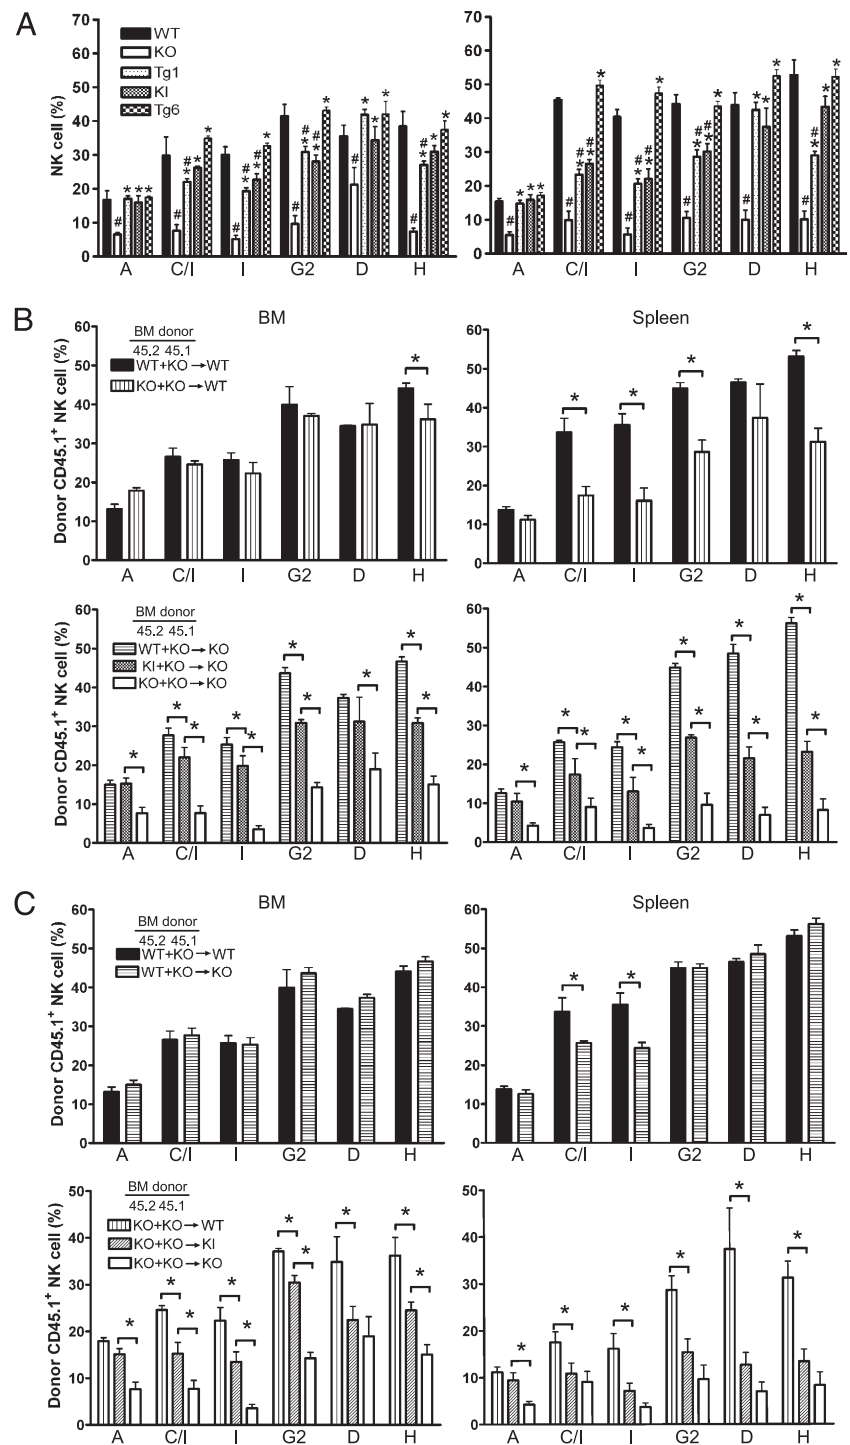 A
NK cell (%)
70
60
50
40
30
20
10
0
WT
KO
Tg1
KI
Tg6
# * * * *
# # * * *
# # * # * *
# # * # * *
# * * *
# # * * *
A C/I I G2 D H
70
60
50
40
30
20
10
0
# * * * *
# # * # * *
# # * # * *
# # * # * *
# * * *
# # * * *
A C/I I G2 D H
B
BM
Donor CD45.1+ NK cell (%)
60
50
40
30
20
10
0
BM donor
45.2 45.1
WT+KO→WT
KO+KO→WT
*
A C/I I G2 D H
Spleen
60
50
40
30
20
10
0
* * * *
A C/I I G2 D H
Donor CD45.1+ NK cell (%)
60
50
40
30
20
10
0
BM donor
45.2 45.1
WT+KO→KO
KI+KO→KO
KO+KO→KO
* * * * * * * * * *
A C/I I G2 D H
60
50
40
30
20
10
0
* * * * * * * * * * *
A C/I I G2 D H
C
BM
Donor CD45.1+ NK cell (%)
60
50
40
30
20
10
0
BM donor
45.2 45.1
WT+KO→WT
WT+KO→KO
A C/I I G2 D H
Spleen
60
50
40
30
20
10
0
* *
A C/I I G2 D H
Donor CD45.1+ NK cell (%)
50
40
30
20
10
0
BM donor
45.2 45.1
KO+KO→WT
KO+KO→KI
KO+KO→KO
* * * * * * * * * *
A C/I I G2 D H
50
40
30
20
10
0
* * * * * *
A C/I I G2 D H